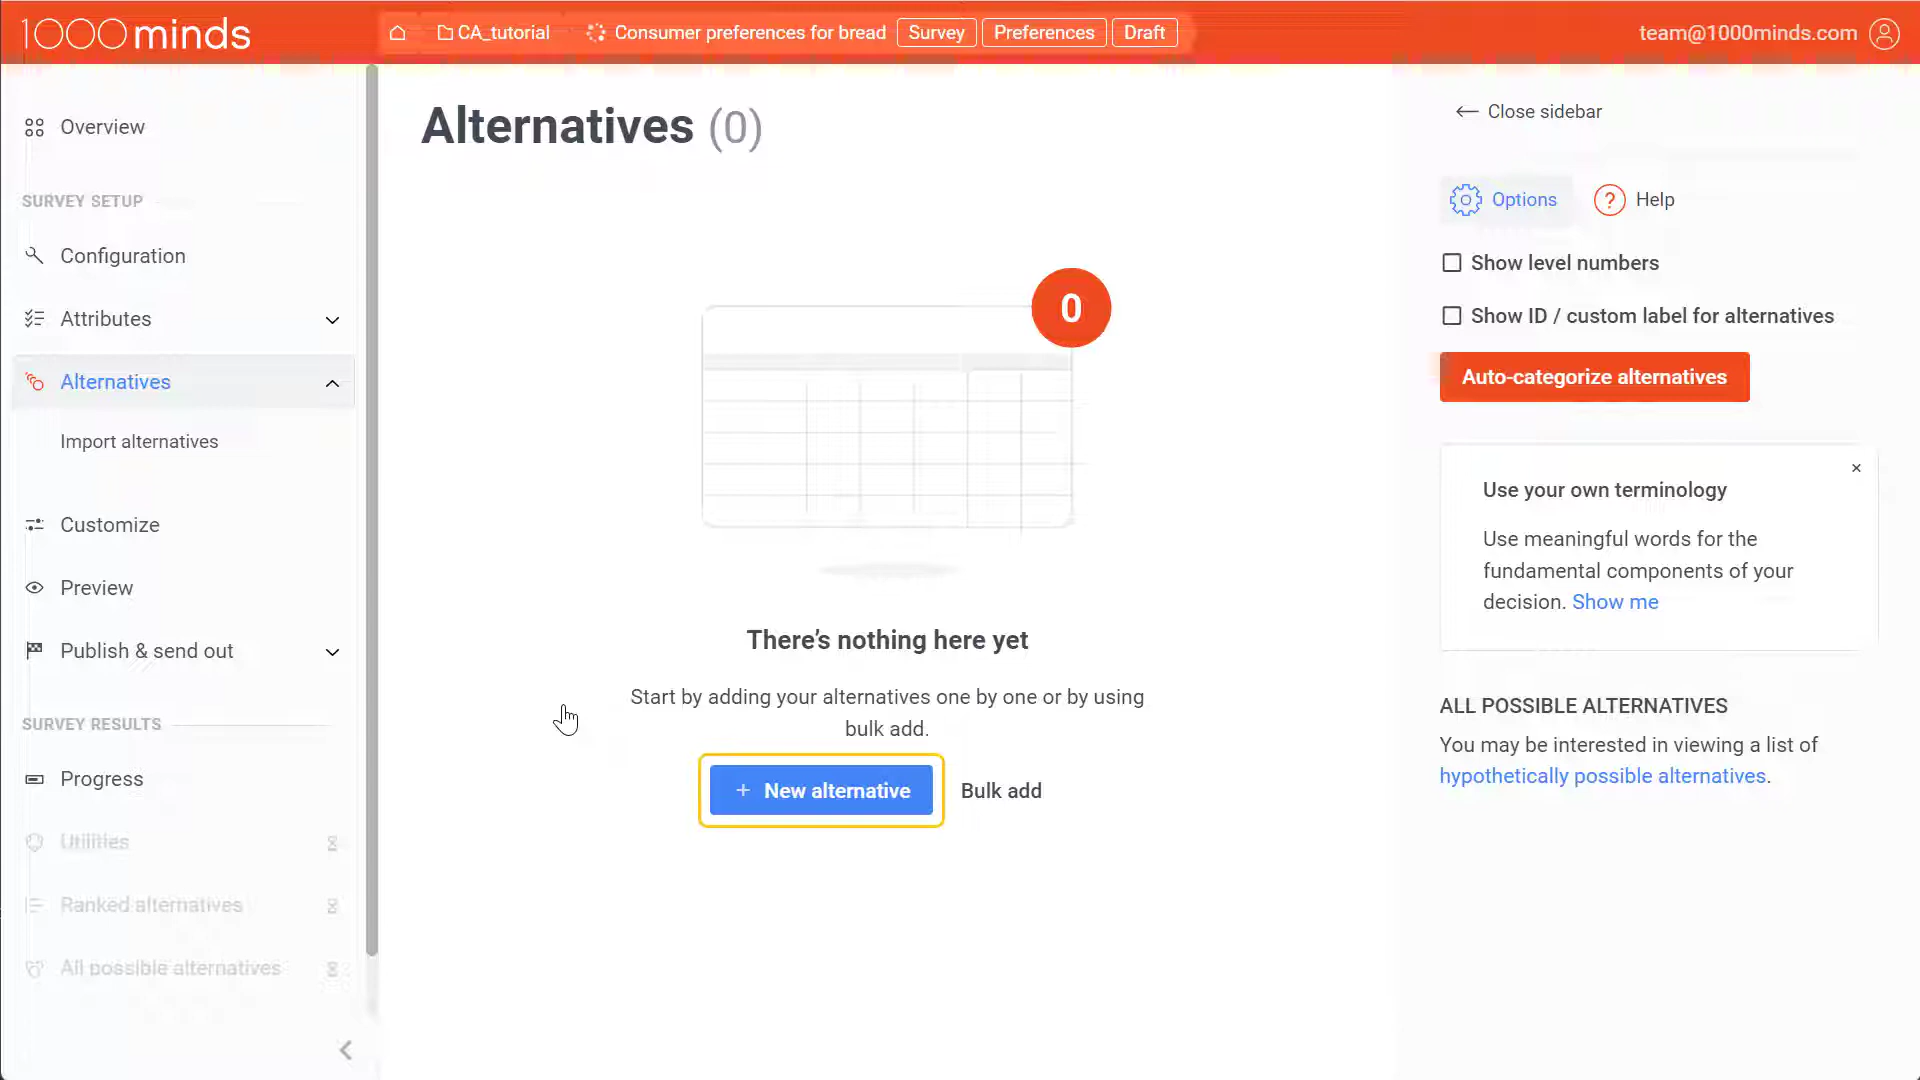 1000minds
CA_tutorial
Consumer preferences for bread
Survey
Preferences
Draft
team@1000minds.com
Overview
SURVEY SETUP
Configuration
Attributes
Alternatives
Import alternatives
Customize
Preview
Publish & send out
SURVEY RESULTS
Progress
Utilities
Ranked alternatives
All possible alternatives
Alternatives (0)
0
There's nothing here yet
Start by adding your alternatives one by one or by using
bulk add.
+ New alternative
Bulk add
Close sidebar
Options
? Help
Show level numbers
Show ID / custom label for alternatives
Auto-categorize alternatives
×
Use your own terminology
Use meaningful words for the
fundamental components of your
decision. Show me
ALL POSSIBLE ALTERNATIVES
You may be interested in viewing a list of
hypothetically possible alternatives.